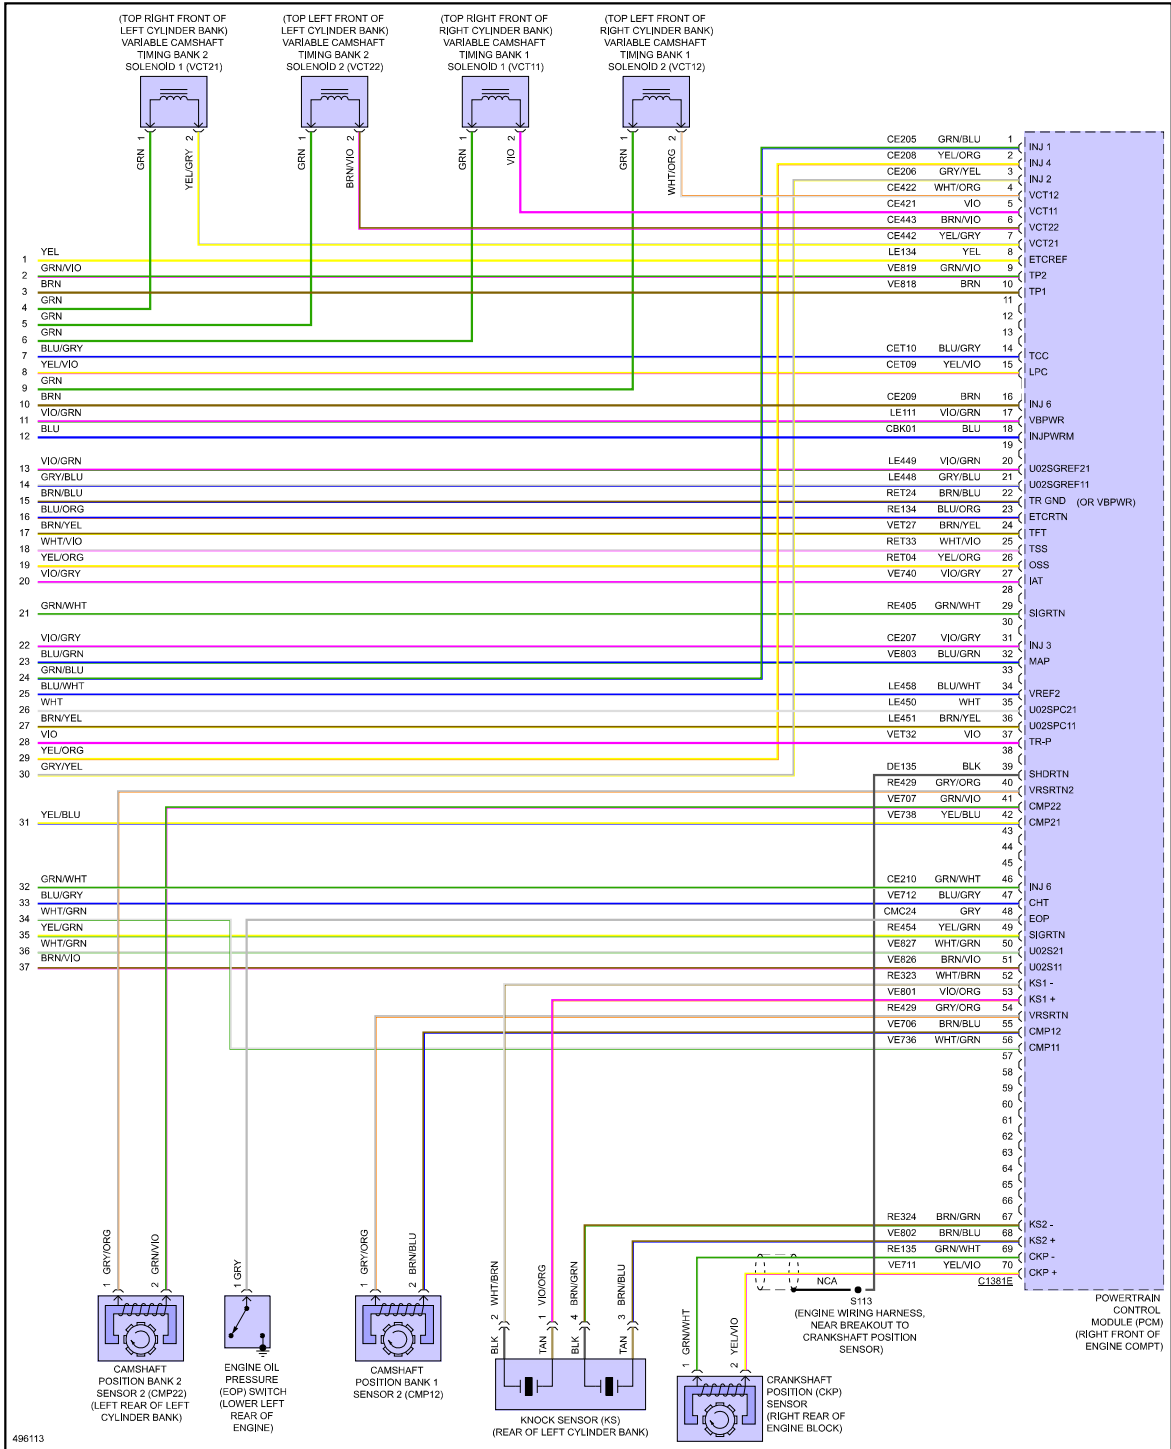 (TOP RIGHT FRONT OF
LEFT CYLINDER BANK)
VARIABLE CAMSHAFT
TIMING BANK 2
SOLENOID 1 (VCT21)
(TOP LEFT FRONT OF
LEFT CYLINDER BANK)
VARIABLE CAMSHAFT
TIMING BANK 2
SOLENOID 2 (VCT22)
(TOP RIGHT FRONT OF
RIGHT CYLINDER BANK)
VARIABLE CAMSHAFT
TIMING BANK 1
SOLENOID 1 (VCT11)
(TOP LEFT FRONT OF
RIGHT CYLINDER BANK)
VARIABLE CAMSHAFT
TIMING BANK 1
SOLENOID 2 (VCT12)
GRN 1
YEL/GRY 2
GRN 1
BRN/VIO 2
GRN 1
VIO 2
GRN 1
WHT/ORG 2
CE205 GRN/BLU 1 INJ 1
CE208 YEL/ORG 2 INJ 4
CE206 GRY/YEL 3 INJ 2
CE422 WHT/ORG 4 VCT12
CE421 VIO 5 VCT11
CE443 BRN/VIO 6 VCT22
CE442 YEL/GRY 7 VCT21
1 YEL LE134 YEL 8 ETCREF
2 GRN/VIO VE819 GRN/VIO 9 TP2
3 BRN VE818 BRN 10 TP1
4 GRN 11
5 GRN 12
6 GRN 13
7 BLU/GRY CET10 BLU/GRY 14 TCC
8 YEL/VIO CET09 YEL/VIO 15 LPC
9 GRN
10 BRN CE209 BRN 16 INJ 6
11 VIO/GRN LE111 VIO/GRN 17 VBPWR
12 BLU CBK01 BLU 18 INJPWRM
19
13 VIO/GRN LE449 VIO/GRN 20 U02SGREF21
14 GRY/BLU LE448 GRY/BLU 21 U02SGREF11
15 BRN/BLU RET24 BRN/BLU 22 TR GND (OR VBPWR)
16 BLU/ORG RE134 BLU/ORG 23 ETCRTN
17 BRN/YEL VET27 BRN/YEL 24 TFT
18 WHT/VIO RET33 WHT/VIO 25 TSS
19 YEL/ORG RET04 YEL/ORG 26 OSS
20 VIO/GRY VE740 VIO/GRY 27 IAT
28
21 GRN/WHT RE405 GRN/WHT 29 SIGRTN
30
22 VIO/GRY CE207 VIO/GRY 31 INJ 3
23 BLU/GRN VE803 BLU/GRN 32 MAP
24 GRN/BLU 33
25 BLU/WHT LE458 BLU/WHT 34 VREF2
26 WHT LE450 WHT 35 U02SPC21
27 BRN/YEL LE451 BRN/YEL 36 U02SPC11
28 VIO VET32 VIO 37 TR-P
29 YEL/ORG 38
30 GRY/YEL DE135 BLK 39 SHDRTN
RE429 GRY/ORG 40 VRSRTN2
VE707 GRN/VIO 41 CMP22
31 YEL/BLU VE738 YEL/BLU 42 CMP21
43
44
45
32 GRN/WHT CE210 GRN/WHT 46 INJ 6
33 BLU/GRY VE712 BLU/GRY 47 CHT
34 WHT/GRN CMC24 GRY 48 EOP
35 YEL/GRN RE454 YEL/GRN 49 SIGRTN
36 WHT/GRN VE827 WHT/GRN 50 U02S21
37 BRN/VIO VE826 BRN/VIO 51 U02S11
RE323 WHT/BRN 52 KS1 -
VE801 VIO/ORG 53 KS1 +
RE429 GRY/ORG 54 VRSRTN
VE706 BRN/BLU 55 CMP12
VE736 WHT/GRN 56 CMP11
57
58
59
60
61
62
63
64
65
66
RE324 BRN/GRN 67 KS2 -
VE802 BRN/BLU 68 KS2 +
RE135 GRN/WHT 69 CKP -
VE711 YEL/VIO 70 CKP +
C1381E
1 GRY/ORG
2 GRN/VIO
1 GRY
1 GRY/ORG
2 BRN/BLU
BLK 2 WHT/BRN
TAN 1 VIO/ORG
BLK 4 BRN/GRN
TAN 3 BRN/BLU
1 GRN/WHT
2 YEL/VIO
NCA
S113
(ENGINE WIRING HARNESS,
NEAR BREAKOUT TO
CRANKSHAFT POSITION
SENSOR)
POWERTRAIN
CONTROL
MODULE (PCM)
(RIGHT FRONT OF
ENGINE COMPT)
CAMSHAFT
POSITION BANK 2
SENSOR 2 (CMP22)
(LEFT REAR OF LEFT
CYLINDER BANK)
ENGINE OIL
PRESSURE
(EOP) SWITCH
(LOWER LEFT
REAR OF
ENGINE)
CAMSHAFT
POSITION BANK 1
SENSOR 2 (CMP12)
KNOCK SENSOR (KS)
(REAR OF LEFT CYLINDER BANK)
CRANKSHAFT
POSITION (CKP)
SENSOR
(RIGHT REAR OF
ENGINE BLOCK)
496113